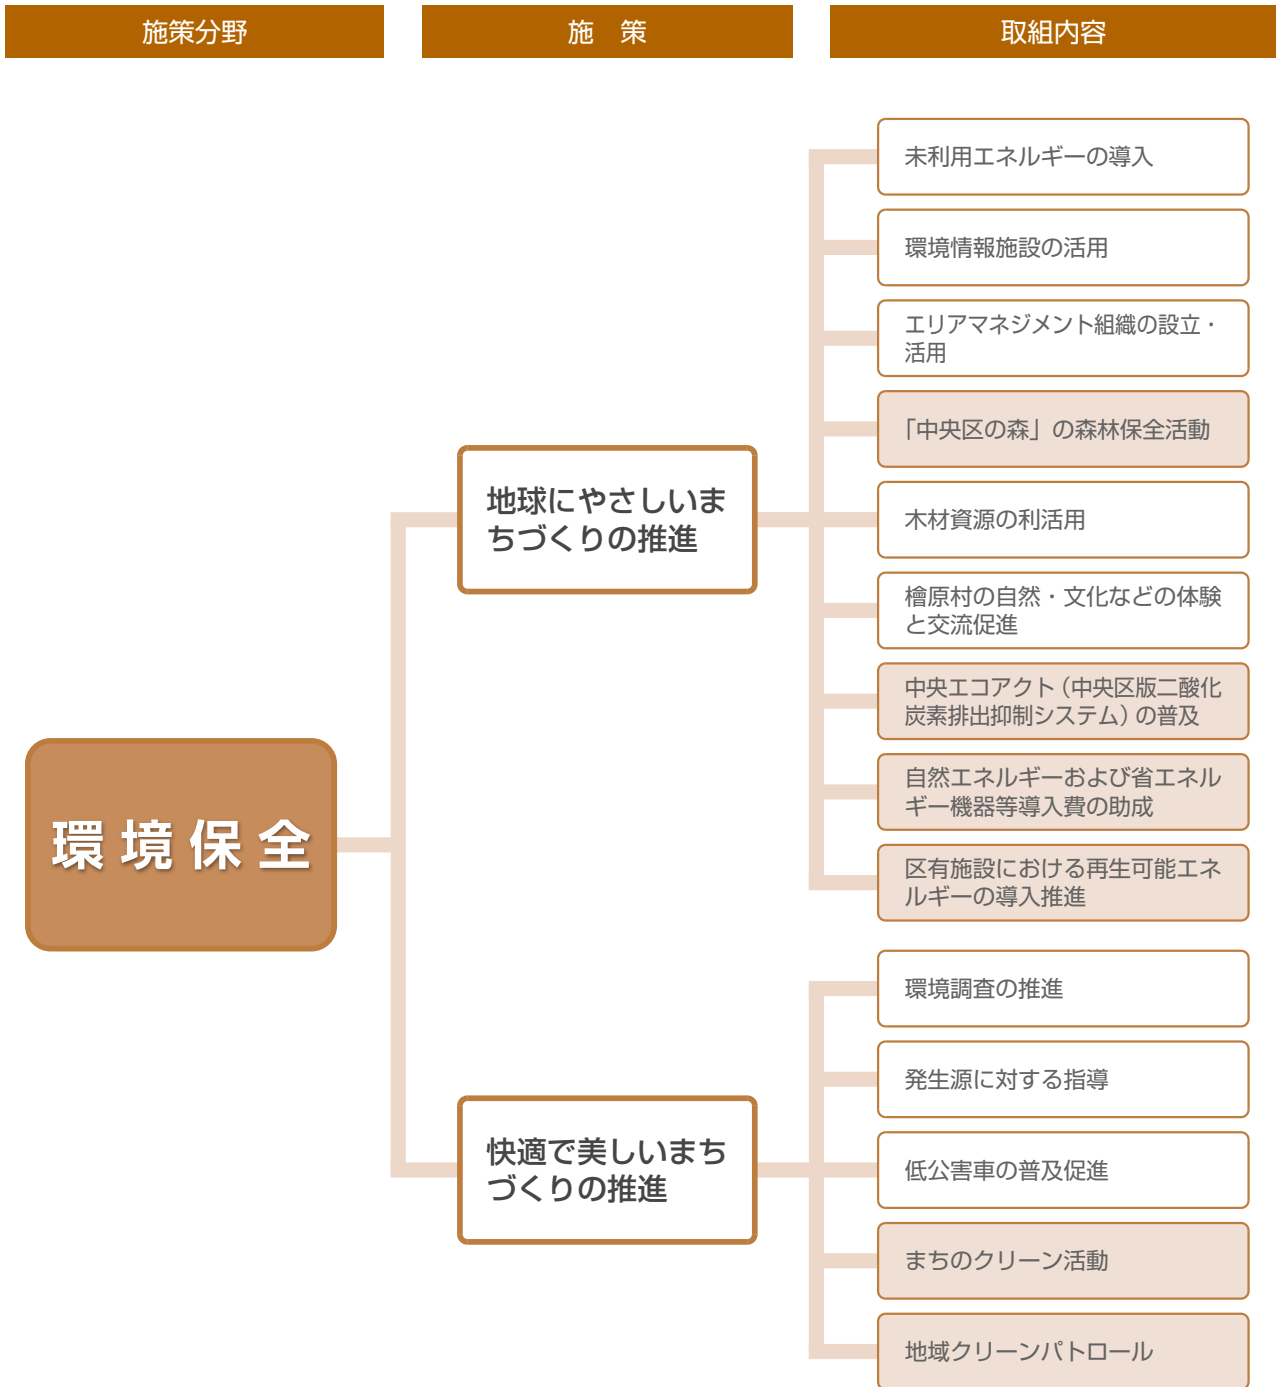 施策分野
施　策
取組内容
環境保全
地球にやさしいま
ちづくりの推進
未利用エネルギーの導入
環境情報施設の活用
エリアマネジメント組織の設立・
活用
「中央区の森」の森林保全活動
木材資源の利活用
檜原村の自然・文化などの体験
と交流促進
中央エコアクト（中央区版二酸化
炭素排出抑制システム）の普及
自然エネルギーおよび省エネル
ギー機器等導入費の助成
区有施設における再生可能エネ
ルギーの導入推進
快適で美しいまち
づくりの推進
環境調査の推進
発生源に対する指導
低公害車の普及促進
まちのクリーン活動
地域クリーンパトロール